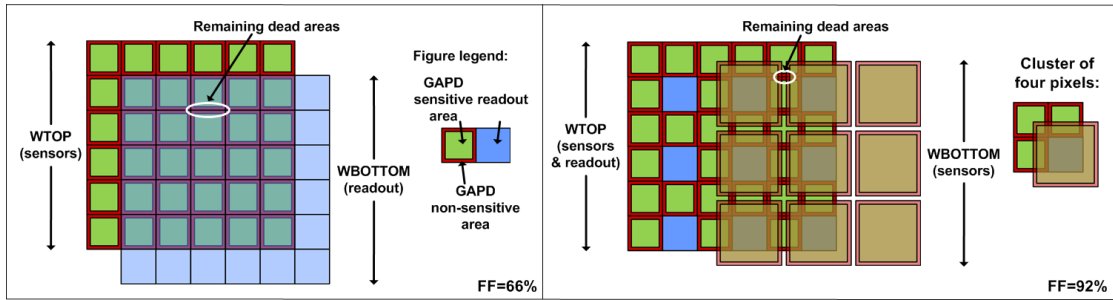 Remaining dead areas
WTOP
(sensors)
WBOTTOM
(readout)
Figure legend:
GAPD
sensitive readout
area
GAPD
non-sensitive
area
FF=66%
Remaining dead areas
WTOP
(sensors
& readout)
WBOTTOM
(sensors)
Cluster of
four pixels:
FF=92%